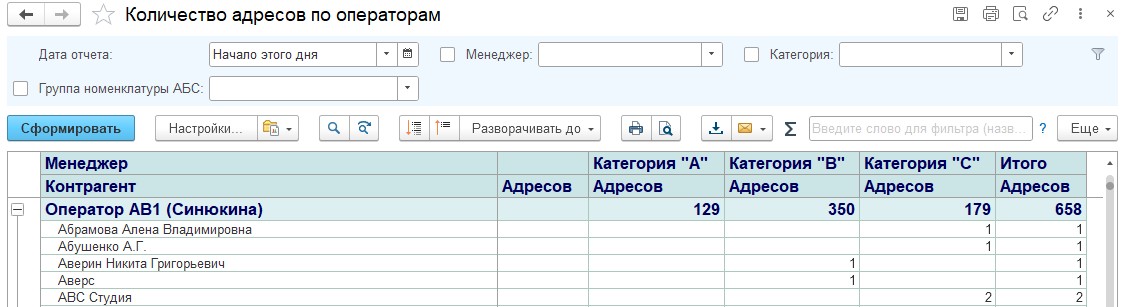 Количество адресов по операторам
Дата отчета: Начало этого дня Менеджер: Категория:
Группа номенклатуры АБС:
Сформировать Настройки... Разворачивать до Σ Введите слово для фильтра (назв... ? Еще
Менеджер Категория "A" Категория "B" Категория "C" Итого
Контрагент Адресов Адресов Адресов Адресов Адресов
Оператор АВ1 (Синюкина) 129 350 179 658
Абрамова Алена Владимировна 1 1
Абушенко А.Г. 1 1
Аверин Никита Григорьевич 1 1
Аверс 1 1
АВС Студия 2 2